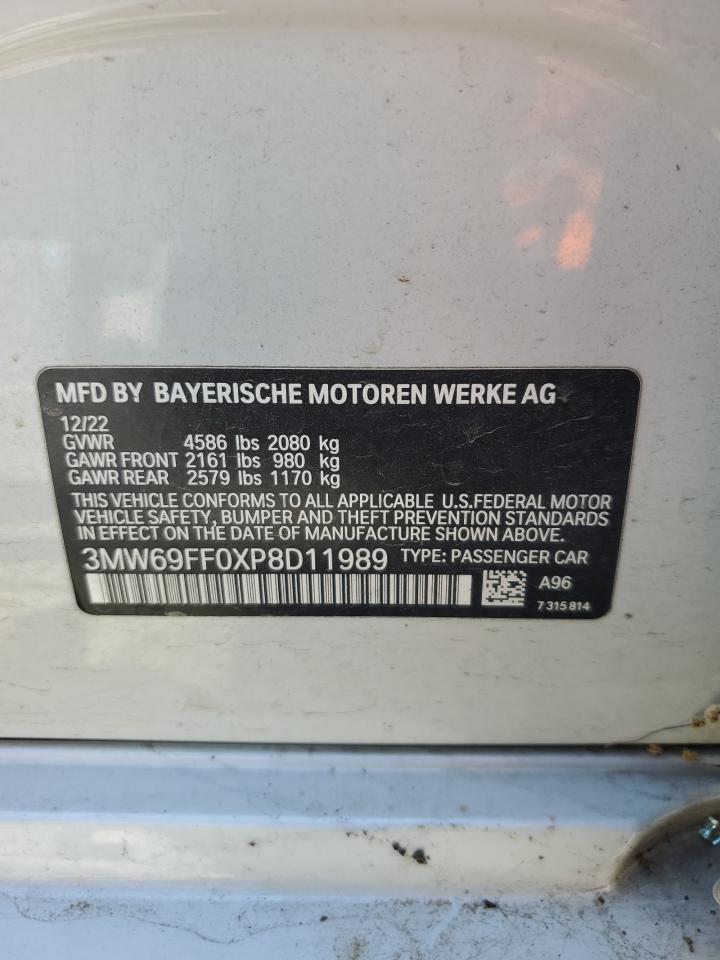 MFD BY BAYERISCHE MOTOREN WERKE AG
12/22
GVWR 4586 lbs 2080 kg
GAWR FRONT 2161 lbs 980 kg
GAWR REAR 2579 lbs 1170 kg
THIS VEHICLE CONFORMS TO ALL APPLICABLE U.S.FEDERAL MOTOR
VEHICLE SAFETY, BUMPER AND THEFT PREVENTION STANDARDS
IN EFFECT ON THE DATE OF MANUFACTURE SHOWN ABOVE.
3MW69FF0XP8D11989 TYPE: PASSENGER CAR
A96
7 315 814